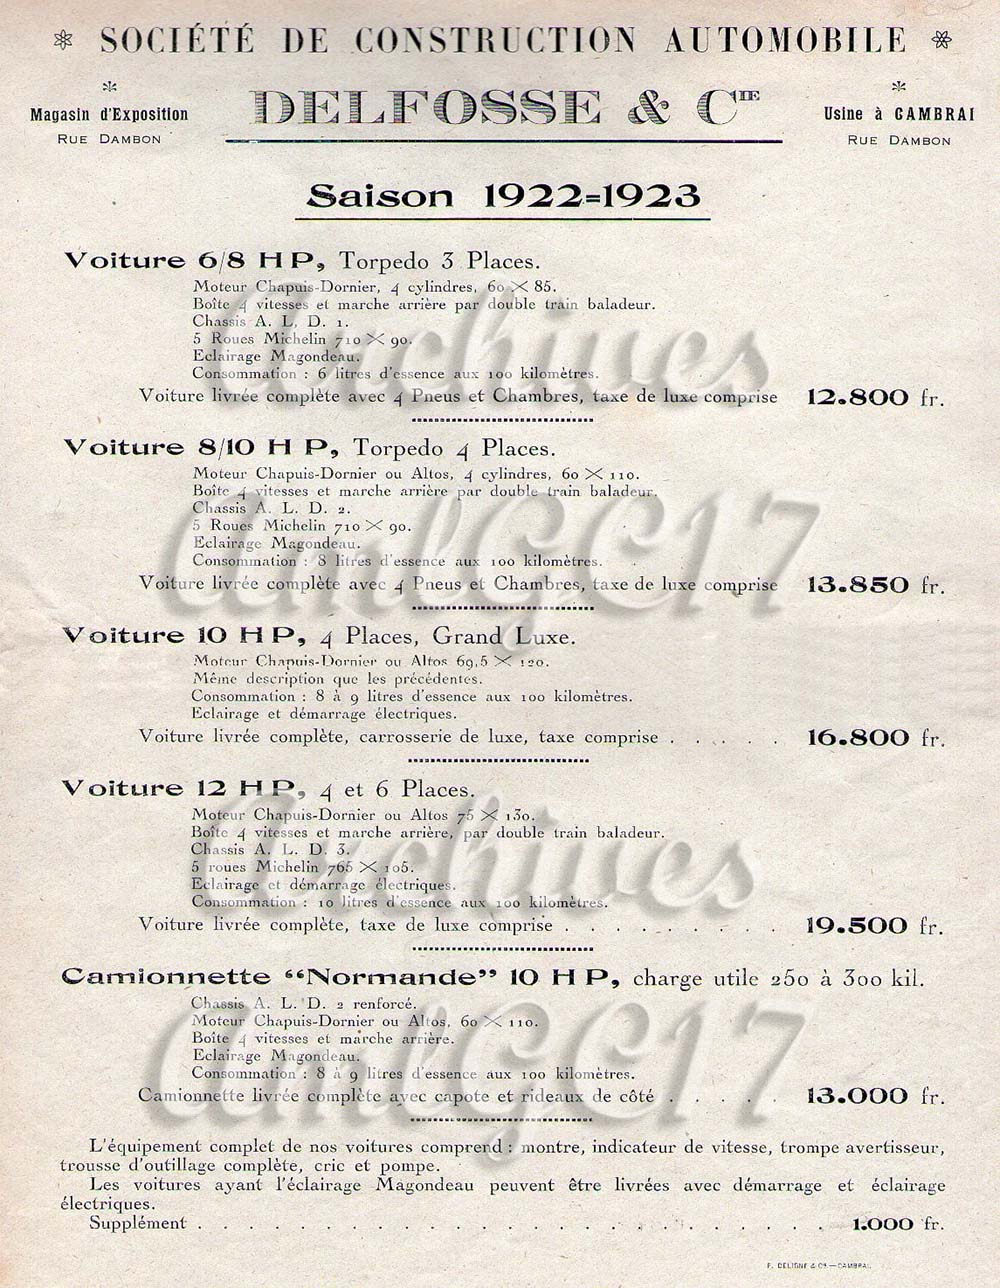 SOCIÉTÉ DE CONSTRUCTION AUTOMOBILE
DELFOSSE & CIE
Magasin d'Exposition
RUE DAMBON
Usine à CAMBRAI
RUE DAMBON
Saison 1922=1923
Voiture 6/8 HP, Torpedo 3 Places.
Moteur Chapuis-Dornier, 4 cylindres, 60 × 85.
Boîte 4 vitesses et marche arrière par double train baladeur.
Chassis A. L. D. 1.
5 Roues Michelin 710 × 90.
Eclairage Magondeau.
Consommation : 6 litres d'essence aux 100 kilomètres.
Voiture livrée complète avec 4 Pneus et Chambres, taxe de luxe comprise 12.800 fr.
Voiture 8/10 HP, Torpedo 4 Places.
Moteur Chapuis-Dornier ou Altos, 4 cylindres, 60 × 110.
Boîte 4 vitesses et marche arrière par double train baladeur.
Chassis A. L. D. 2.
5 Roues Michelin 710 × 90.
Eclairage Magondeau.
Consommation : 8 litres d'essence aux 100 kilomètres.
Voiture livrée complète avec 4 Pneus et Chambres, taxe de luxe comprise 13.850 fr.
Voiture 10 HP, 4 Places, Grand Luxe.
Moteur Chapuis-Dornier ou Altos 69,5 × 120.
Même description que les précédentes.
Consommation : 8 à 9 litres d'essence aux 100 kilomètres.
Eclairage et démarrage électriques.
Voiture livrée complète, carrosserie de luxe, taxe comprise . . . . . 16.800 fr.
Voiture 12 HP, 4 et 6 Places.
Moteur Chapuis-Dornier ou Altos 75 × 130.
Boîte 4 vitesses et marche arrière, par double train baladeur.
Chassis A. L. D. 3.
5 roues Michelin 765 × 105.
Eclairage et démarrage électriques.
Consommation : 10 litres d'essence aux 100 kilomètres.
Voiture livrée complète, taxe de luxe comprise . . . . . . . . . 19.500 fr.
Camionnette “Normande” 10 HP, charge utile 250 à 300 kil.
Chassis A. L. D. 2 renforcé.
Moteur Chapuis-Dornier ou Altos, 60 × 110.
Boîte 4 vitesses et marche arrière.
Eclairage Magondeau.
Consommation : 8 à 9 litres d'essence aux 100 kilomètres.
Camionnette livrée complète avec capote et rideaux de côté . . . . . 13.000 fr.
L'équipement complet de nos voitures comprend : montre, indicateur de vitesse, trompe avertisseur,
trousse d'outillage complète, cric et pompe.
Les voitures ayant l'éclairage Magondeau peuvent être livrées avec démarrage et éclairage
électriques.
Supplément . . . . . . . . . . . . . . . . . . . . . . . 1.000 fr.
F. DELIGNE & Cie — CAMBRAI.
Archives
AmlGC17
Archives
AmlGC17